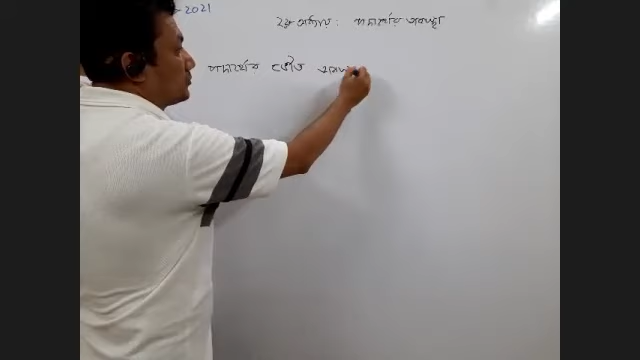 2021
২য় অধ্যায় : পদার্থের অবস্থা
পদার্থের ভৌত